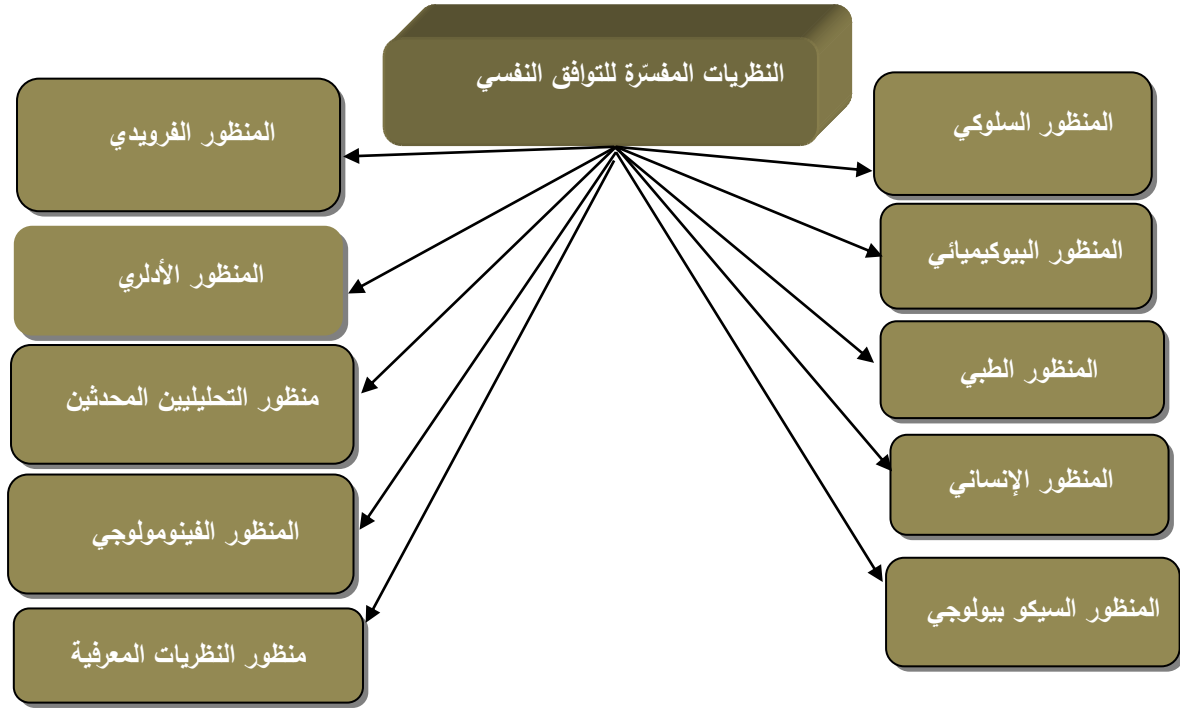 النظريات المفسّرة للتوافق النفسي
المنظور السلوكي
المنظور البيوكيميائي
المنظور الطبي
المنظور الإنساني
المنظور السيكو بيولوجي
المنظور الفرويدي
المنظور الأدلري
منظور التحليليين المحدثين
المنظور الفينومولوجي
منظور النظريات المعرفية